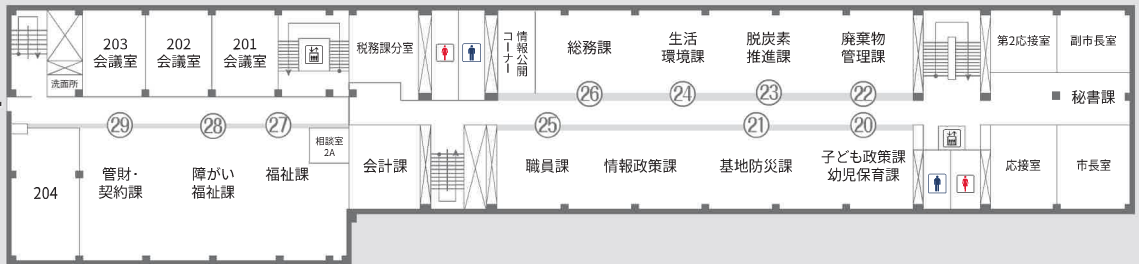 203
会議室
202
会議室
201
会議室
洗面所
税務課分室
情報公開
コーナー
総務課
生活
環境課
脱炭素
推進課
廃棄物
管理課
第2応接室
副市長室
秘書課
㉖
㉔
㉓
㉒
㉙
㉘
㉗
㉕
㉑
⑳
相談室
2A
204
管財・
契約課
障がい
福祉課
福祉課
会計課
職員課
情報政策課
基地防災課
子ども政策課
幼児保育課
応接室
市長室